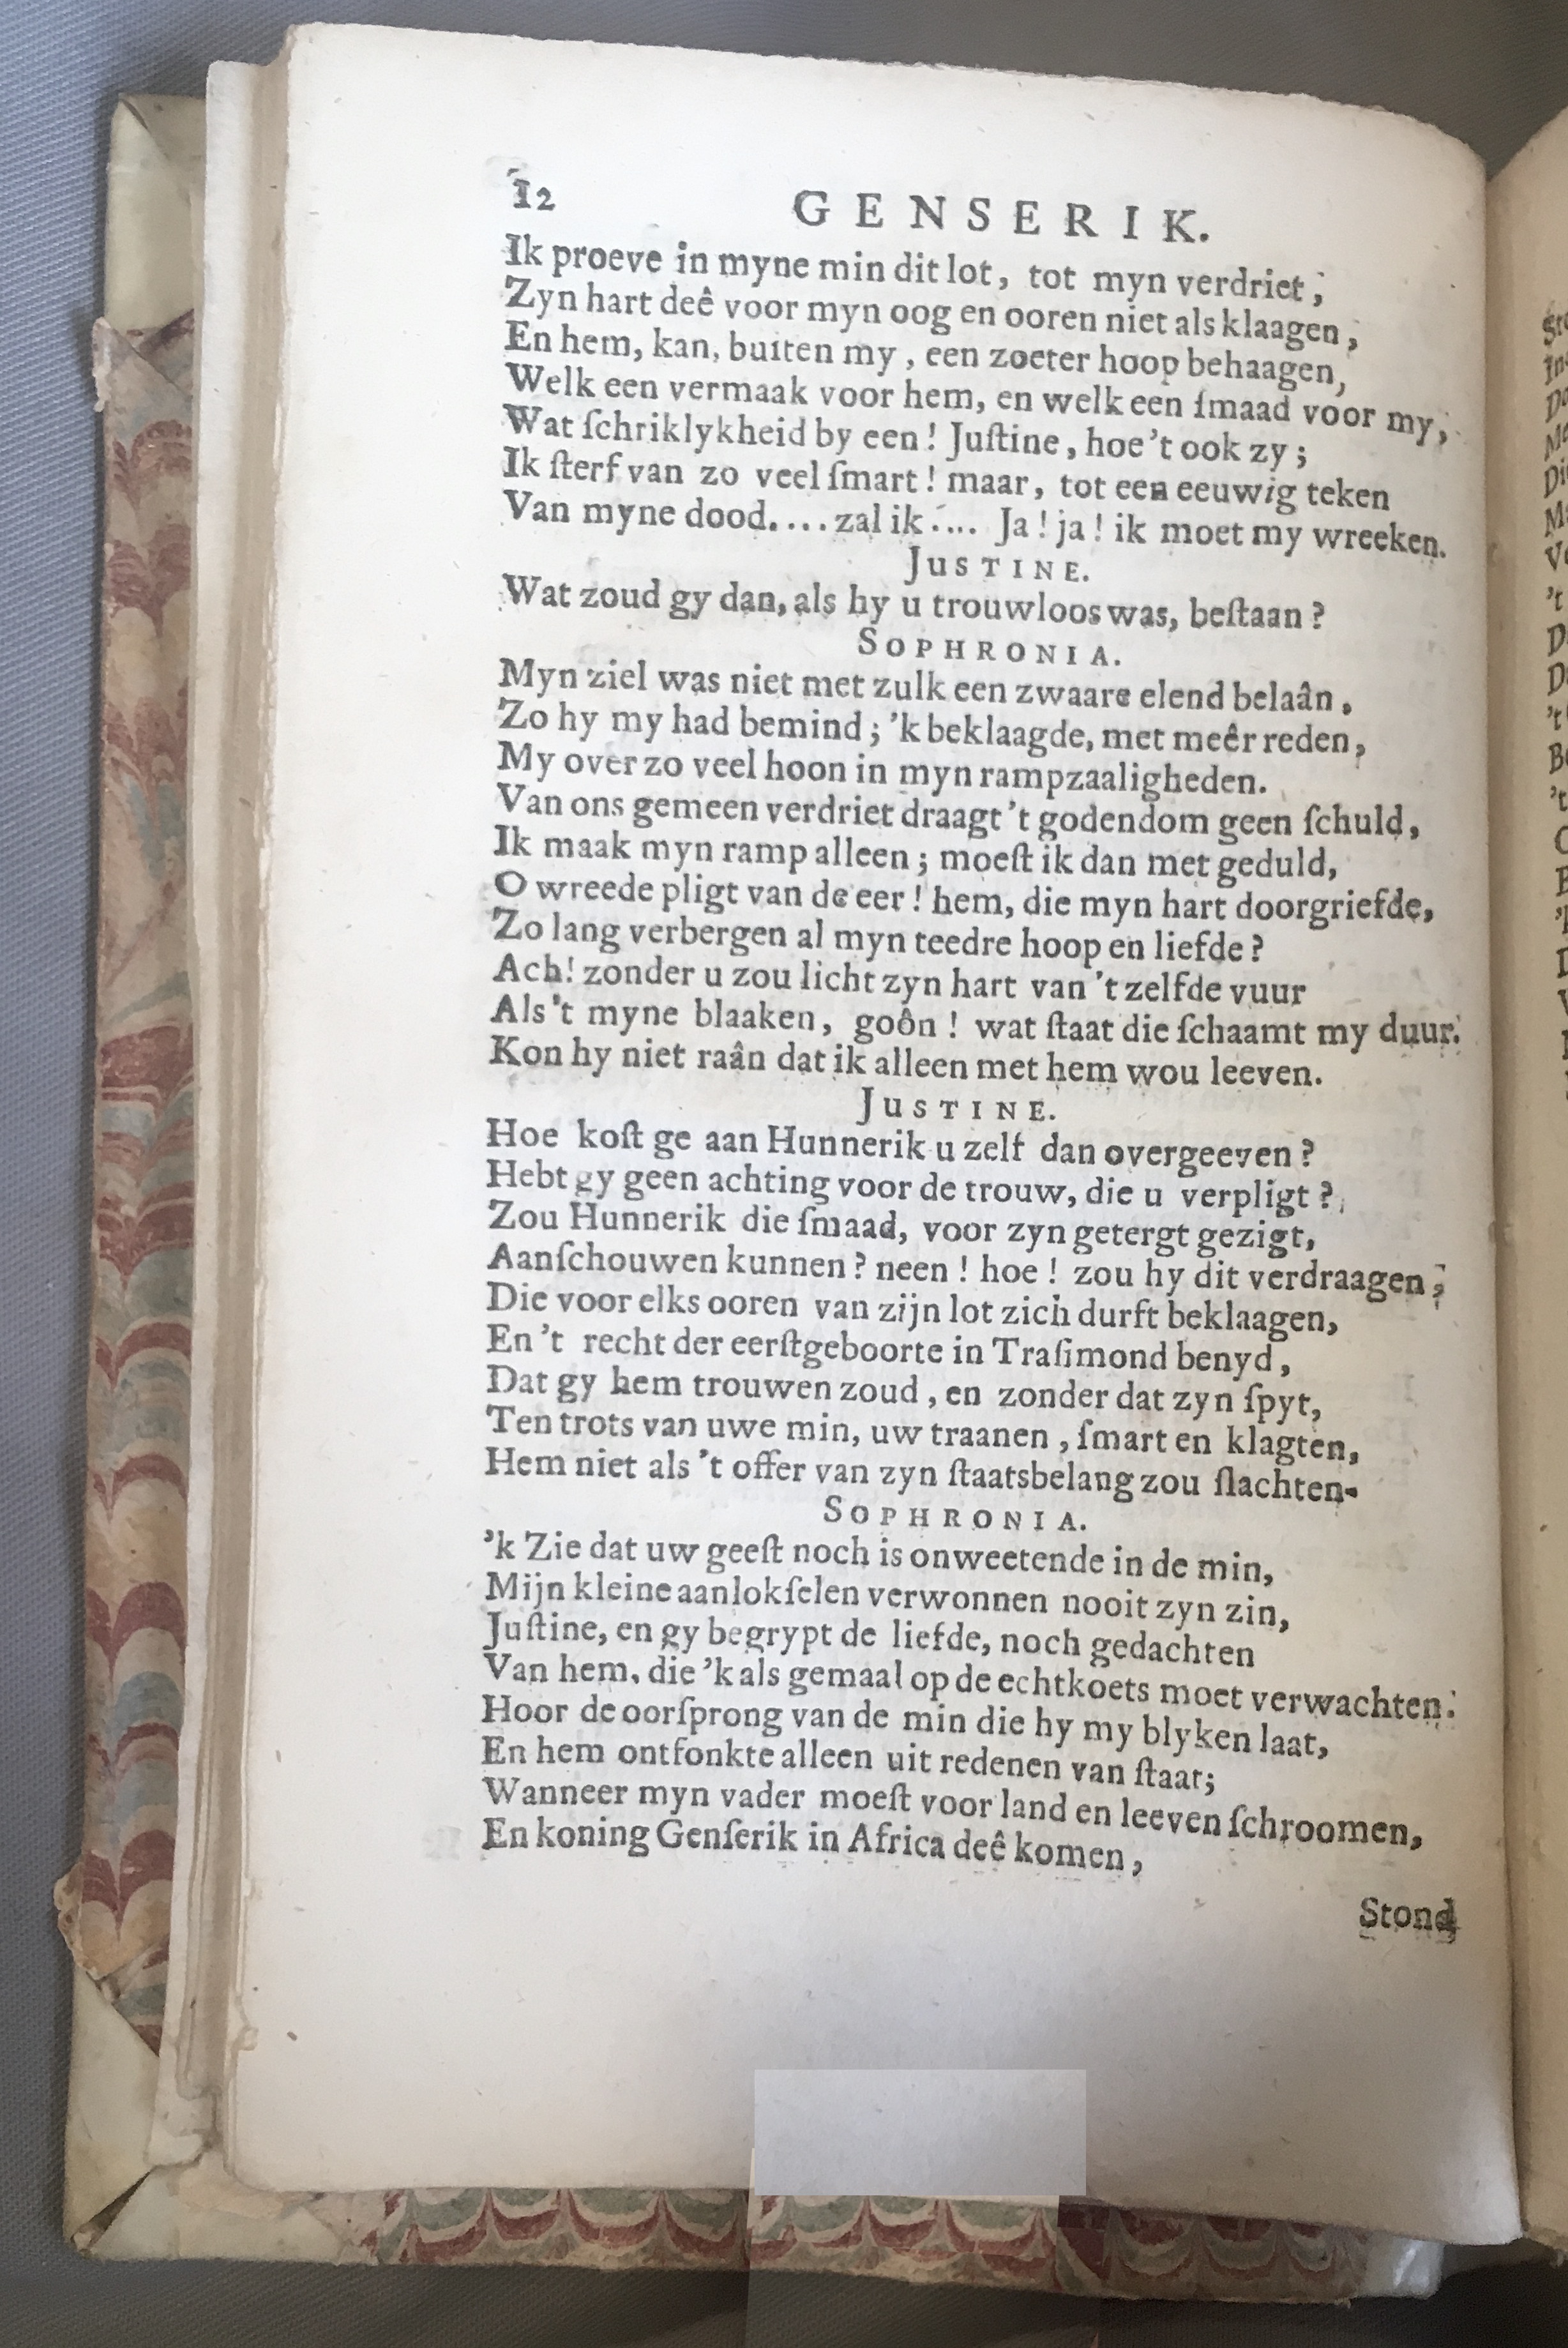 12 GENSERIK.
Ik proeve in myne min dit lot, tot myn verdriet;
Zyn hart deê voor myn oog en ooren niet als klaagen,
En hem, kan, buiten my, een zoeter hoop behaagen,
Welk een vermaak voor hem, en welk een ſmaad voor my,
Wat ſchriklykheid by een! Juſtine, hoe 't ook zy;
Ik ſterf van zo veel ſmart! maar, tot een eeuwig teken
Van myne dood.... zal ik .... Ja! ja! ik moet my wreeken.
JUSTINE.
Wat zoud gy dan, als hy u trouwloos was, beſtaan?
SOPHRONIA.
Myn ziel was niet met zulk een zwaare elend belaân,
Zo hy my had bemind; 'k beklaagde, met meêr reden,
My over zo veel hoon in myn rampzaaligheden.
Van ons gemeen verdriet draagt 't godendom geen ſchuld,
Ik maak myn ramp alleen; moeſt ik dan met geduld,
O wreede pligt van de eer! hem, die myn hart doorgriefde,
Zo lang verbergen al myn teedre hoop en liefde?
Ach! zonder u zou licht zyn hart van 't zelfde vuur
Als 't myne blaaken, goôn! wat ſtaat die ſchaamt my duur.
Kon hy niet raân dat ik alleen met hem wou leeven.
JUSTINE.
Hoe koſt ge aan Hunnerik u zelf dan overgeeven?
Hebt gy geen achting voor de trouw, die u verpligt?
Zou Hunnerik die ſmaad, voor zyn getergt gezigt,
Aanſchouwen kunnen? neen! hoe! zou hy dit verdraagen,
Die voor elks ooren van zijn lot zich durft beklaagen,
En 't recht der eerſtgeboorte in Traſimond benyd,
Dat gy hem trouwen zoud, en zonder dat zyn ſpyt,
Ten trots van uwe min, uw traanen, ſmart en klagten,
Hem niet als 't offer van zyn ſtaatsbelang zou ſlachten.
SOPHRONIA.
'k Zie dat uw geeſt noch is onweetende in de min,
Mijn kleine aanlokſelen verwonnen nooit zyn zin,
Juſtine, en gy begrypt de liefde, noch gedachten
Van hem, die 'k als gemaal op de echtkoets moet verwachten.
Hoor de oorſprong van de min die hy my blyken laat,
En hem ontfonkte alleen uit redenen van ſtaat;
Wanneer myn vader moeſt voor land en leeven ſchroomen,
En koning Genſerik in Africa deê komen,
Stond